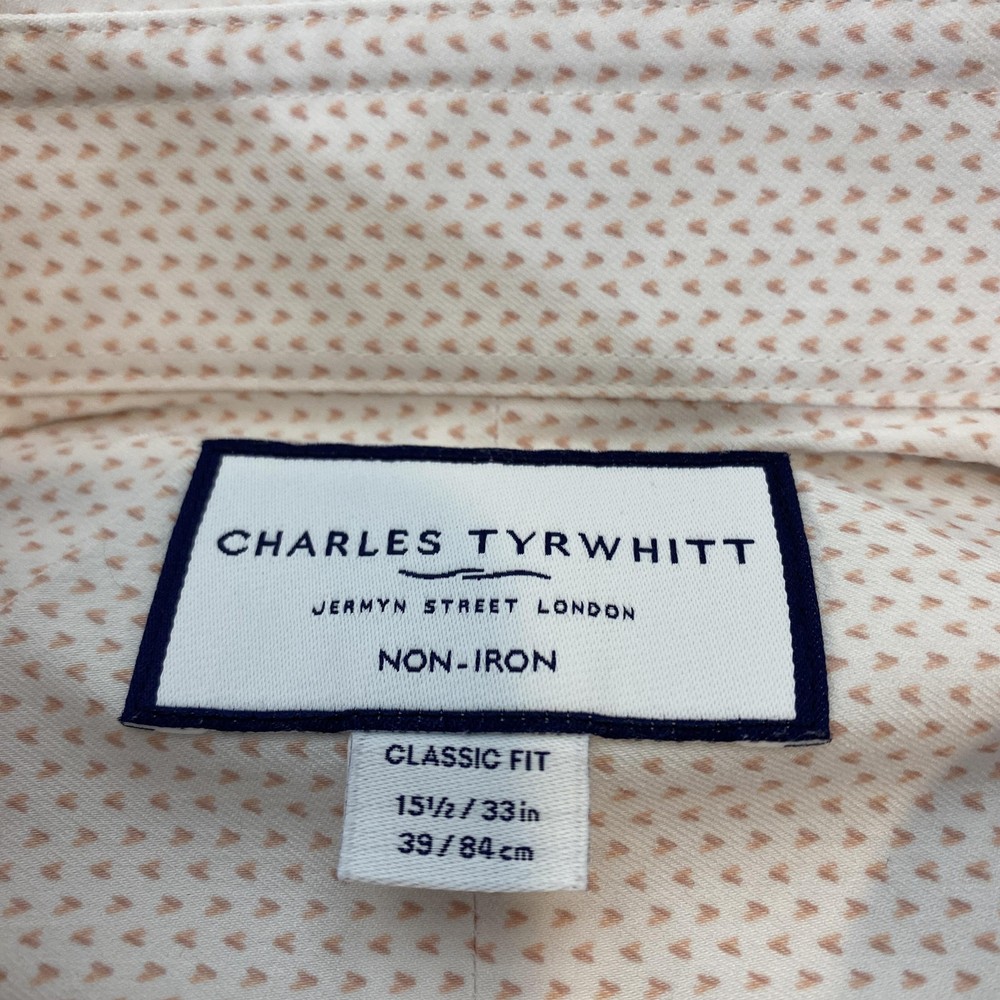 CHARLES TYRWHITT
JERMYN STREET LONDON
NON-IRON
CLASSIC FIT
15½ / 33in
39 / 84cm